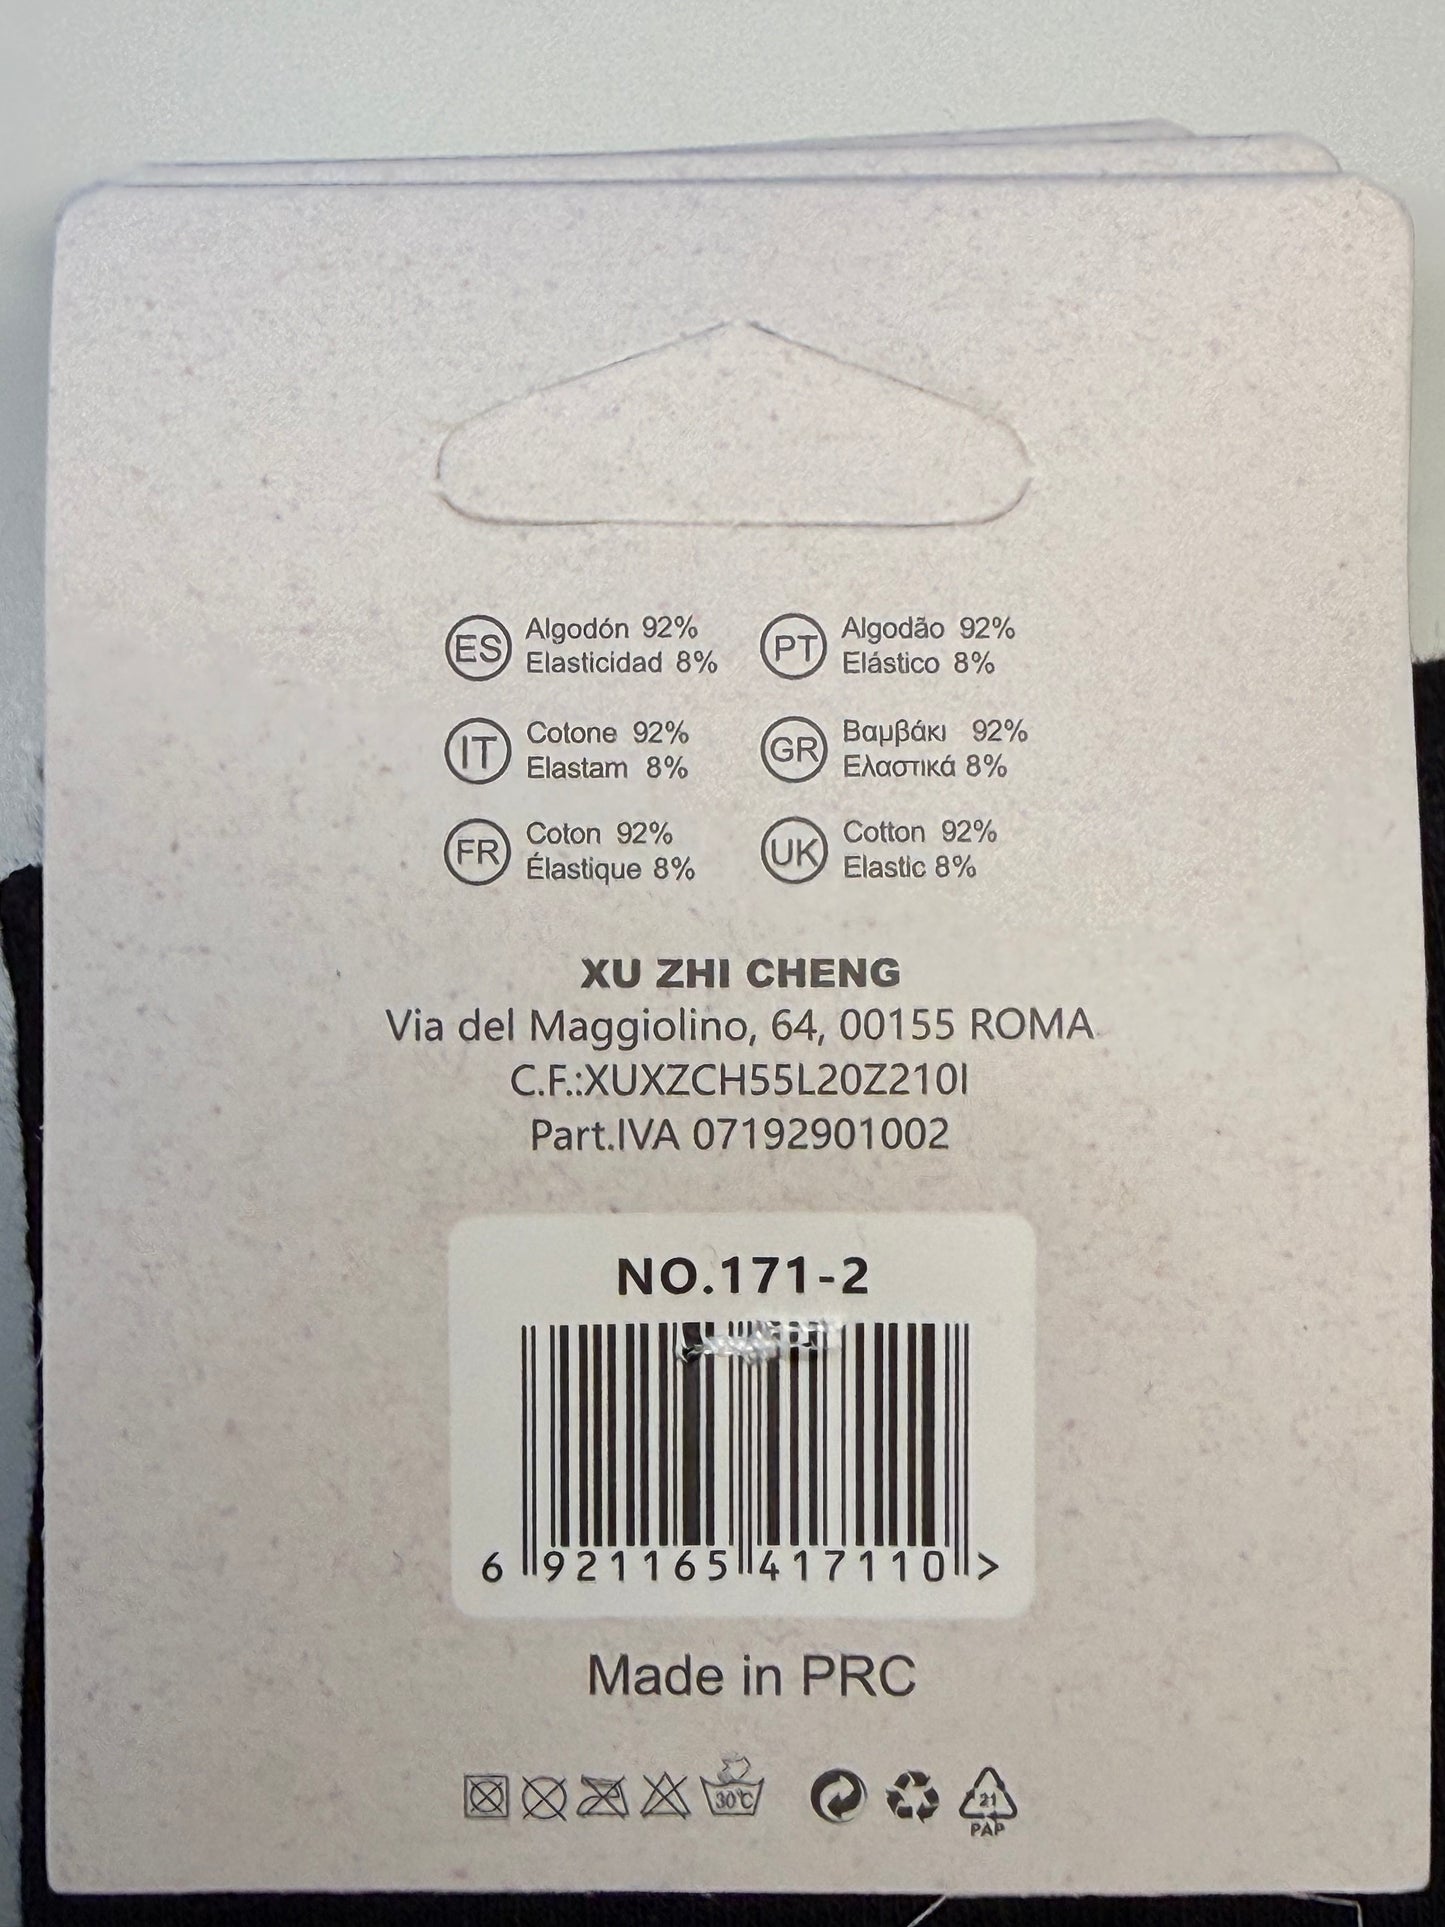 ES Algodón 92%
Elasticidad 8%
PT Algodão 92%
Elástico 8%
IT Cotone 92%
Elastam 8%
GR Βαμβάκι 92%
Ελαστικά 8%
FR Coton 92%
Élastique 8%
UK Cotton 92%
Elastic 8%
XU ZHI CHENG
Via del Maggiolino, 64, 00155 ROMA
C.F.:XUXZCH55L20Z210I
Part.IVA 07192901002
NO.171-2
6 921165 417110 >
Made in PRC
30℃
21
PAP